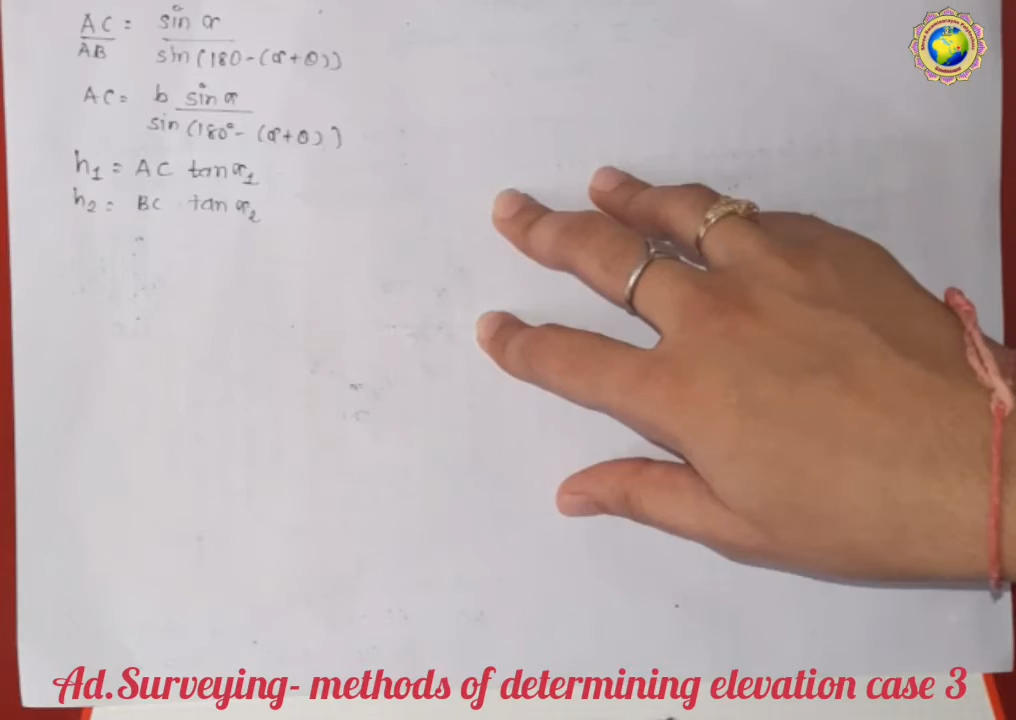 AC = sin α
AB sin (180 - (α + θ))
AC = b sin α
sin (180° - (α + θ))
h1 = AC tan α1
h2 = BC tan α2
Ad.Surveying- methods of determining elevation case 3